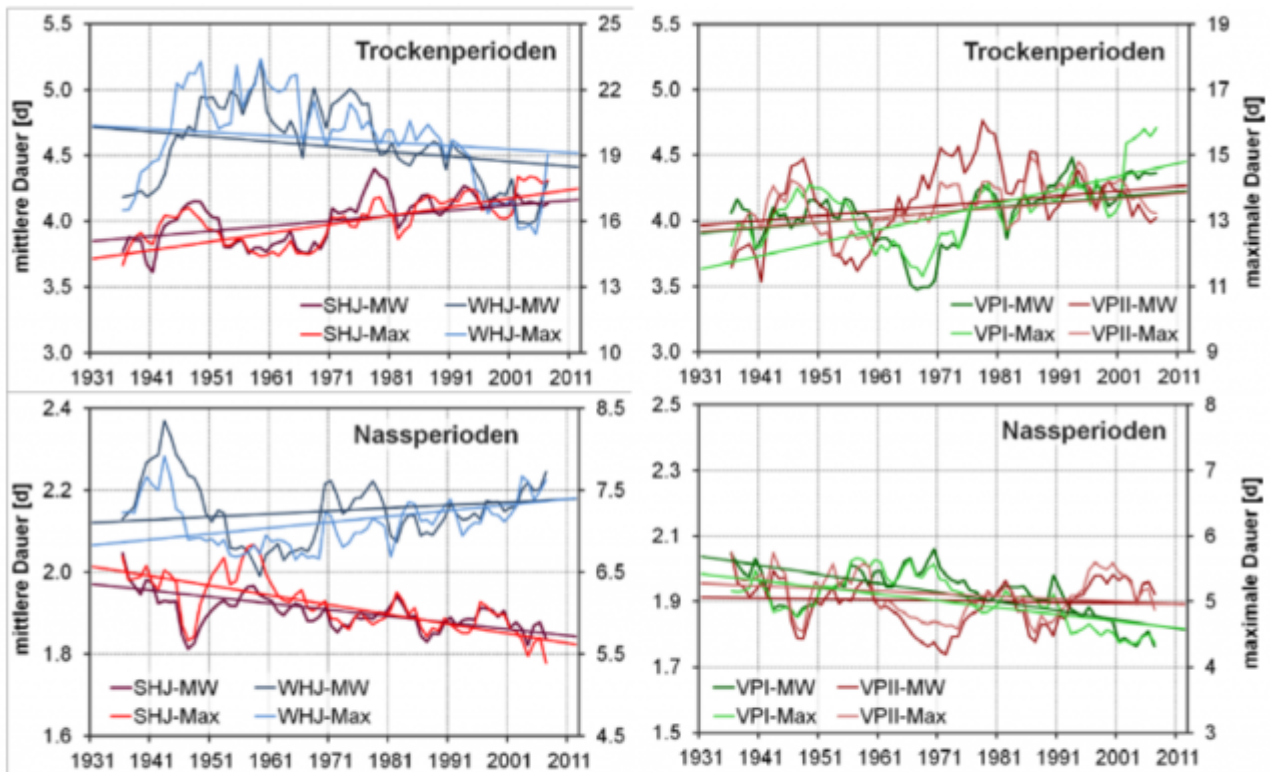 5.5 25
Trockenperioden
5.0 22
4.5 19
4.0 16
3.5 13
SHJ-MW WHJ-MW
SHJ-Max WHJ-Max
3.0 10
1931 1941 1951 1961 1971 1981 1991 2001 2011
mittlere Dauer [d]
5.5 19
Trockenperioden
5.0 17
4.5 15
4.0 13
3.5 11
VPI-MW VPII-MW
VPI-Max VPII-Max
3.0 9
1931 1941 1951 1961 1971 1981 1991 2001 2011
maximale Dauer [d]
2.4 8.5
Nassperioden
2.2 7.5
2.0 6.5
1.8 5.5
SHJ-MW WHJ-MW
SHJ-Max WHJ-Max
1.6 4.5
1931 1941 1951 1961 1971 1981 1991 2001 2011
mittlere Dauer [d]
2.5 8
Nassperioden
2.3 7
2.1 6
1.9 5
1.7 4
VPI-MW VPII-MW
VPI-Max VPII-Max
1.5 3
1931 1941 1951 1961 1971 1981 1991 2001 2011
maximale Dauer [d]